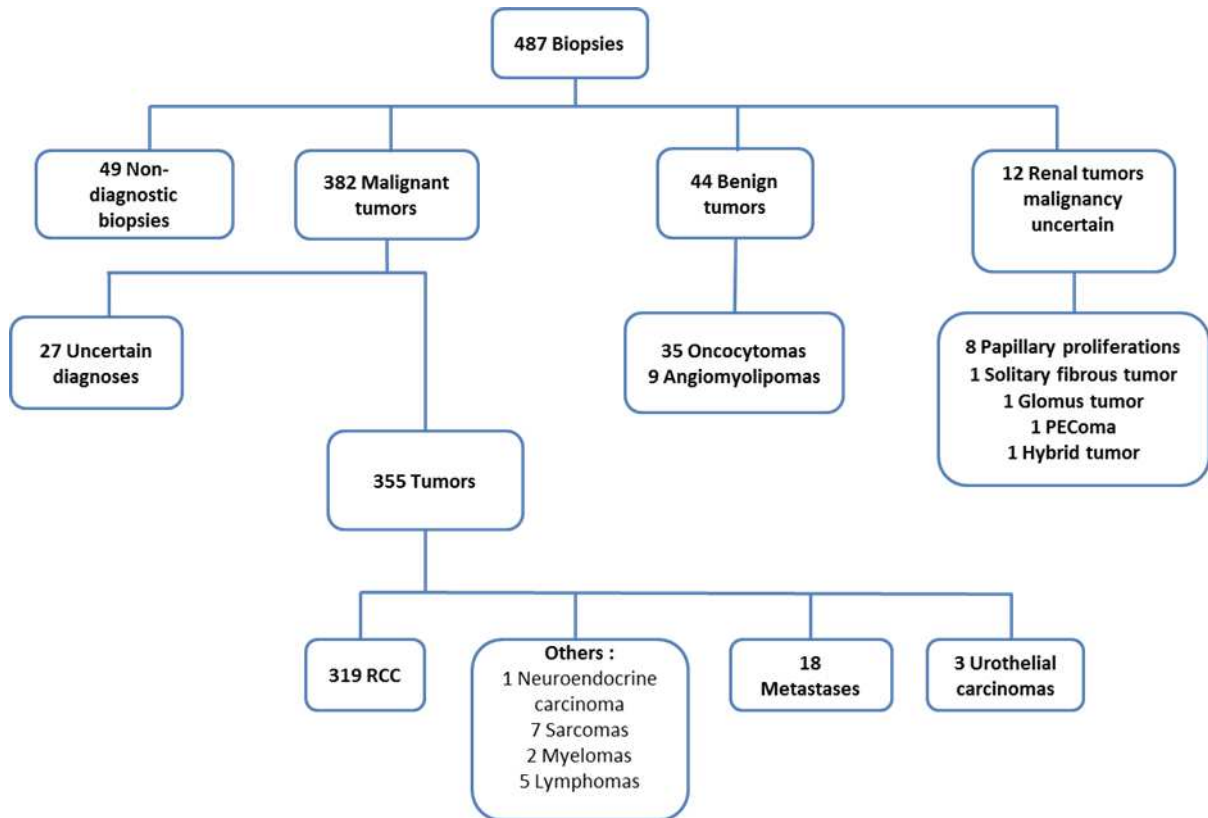 487 Biopsies
49 Non-
diagnostic
biopsies
382 Malignant
tumors
44 Benign
tumors
12 Renal tumors
malignancy
uncertain
27 Uncertain
diagnoses
35 Oncocytomas
9 Angiomyolipomas
8 Papillary proliferations
1 Solitary fibrous tumor
1 Glomus tumor
1 PEComa
1 Hybrid tumor
355 Tumors
319 RCC
Others :
1 Neuroendocrine
carcinoma
7 Sarcomas
2 Myelomas
5 Lymphomas
18
Metastases
3 Urothelial
carcinomas